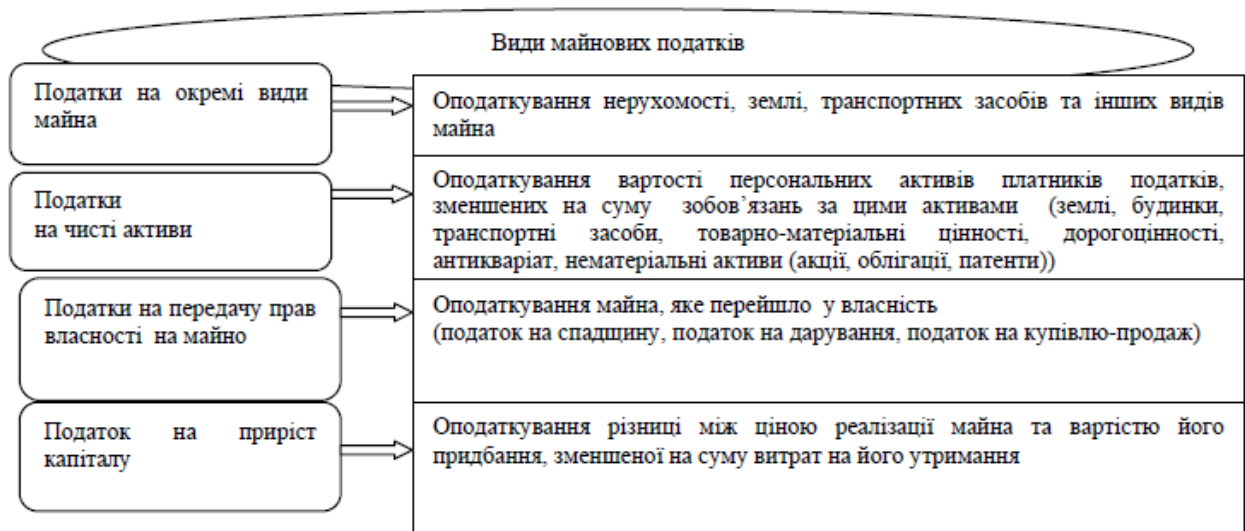 Види майнових податків
Податки на окремі види
майна
Оподаткування нерухомості, землі, транспортних засобів та інших видів
майна
Податки
на чисті активи
Оподаткування вартості персональних активів платників податків,
зменшених на суму зобов’язань за цими активами (землі, будинки,
транспортні засоби, товарно-матеріальні цінності, дорогоцінності,
антикваріат, нематеріальні активи (акції, облігації, патенти))
Податки на передачу прав
власності на майно
Оподаткування майна, яке перейшло у власність
(податок на спадщину, податок на дарування, податок на купівлю-продаж)
Податок на приріст
капіталу
Оподаткування різниці між ціною реалізації майна та вартістю його
придбання, зменшеної на суму витрат на його утримання